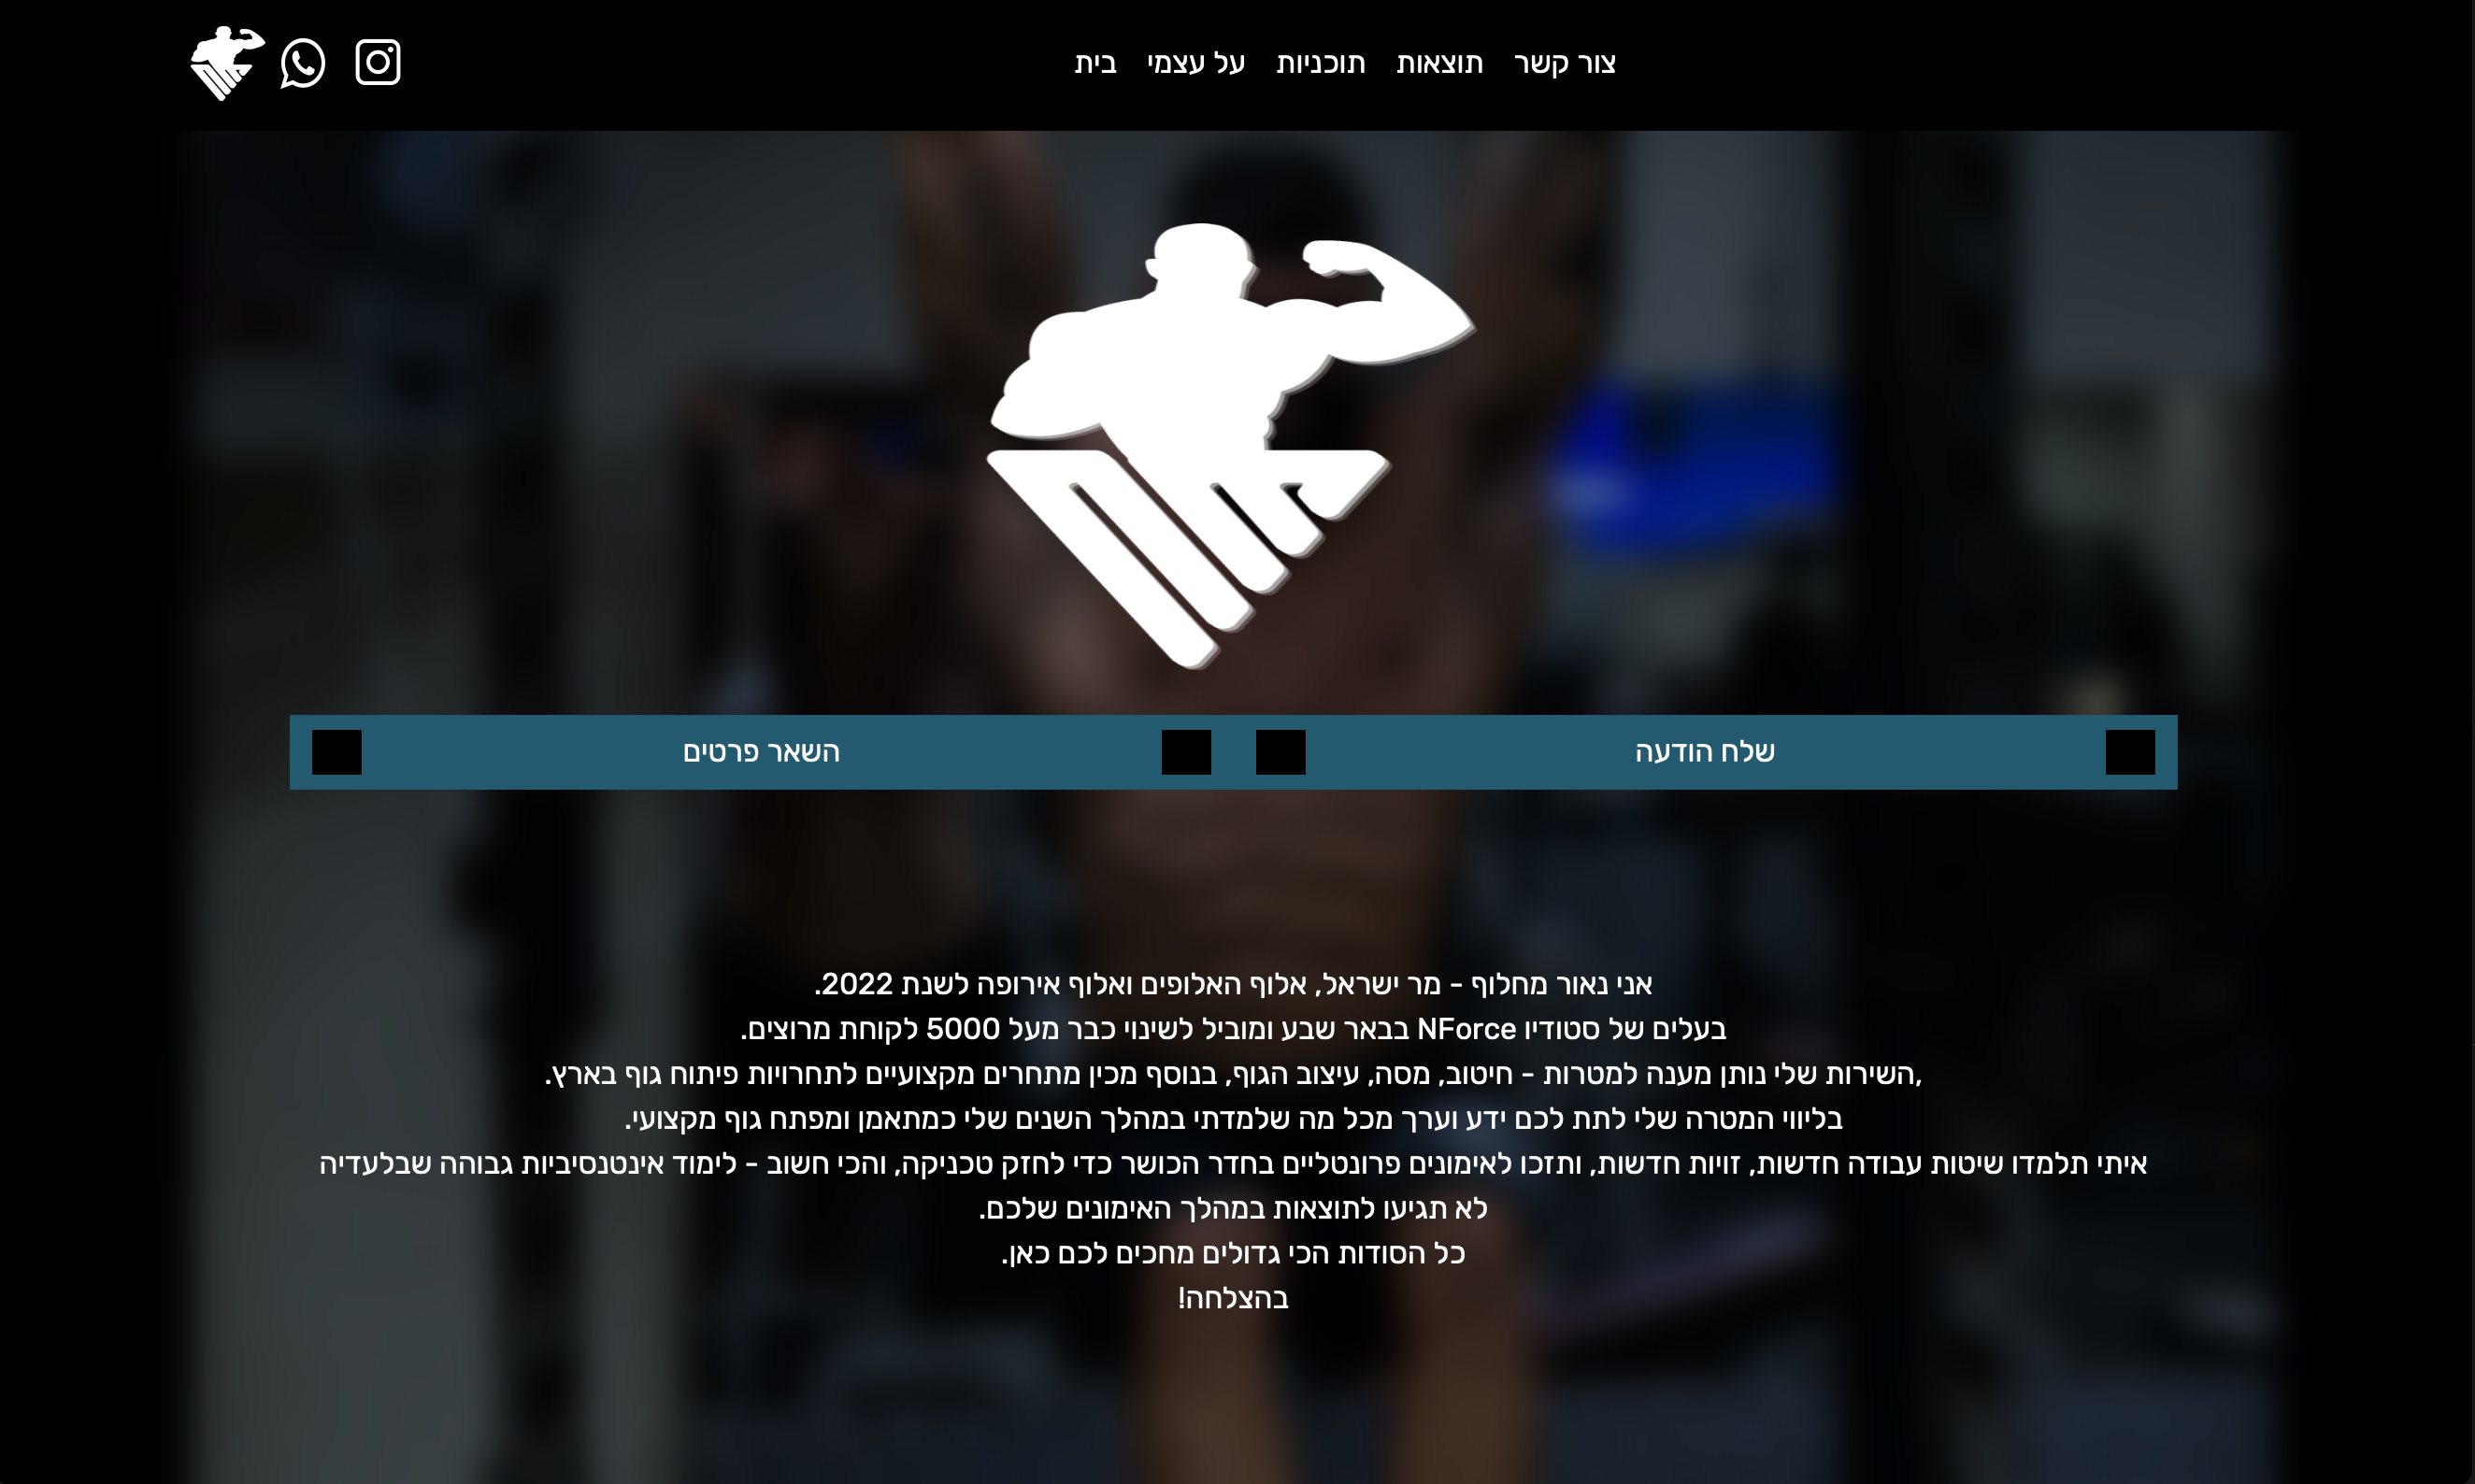 בית על עצמי תוכניות תוצאות צור קשר
שלח הודעה
השאר פרטים
אני נאור מחלוף - מר ישראל, אלוף האלופים ואלוף אירופה לשנת 2022.
בעלים של סטודיו NForce בבאר שבע ומוביל לשינוי כבר מעל 5000 לקוחת מרוצים.
,השירות שלי נותן מענה למטרות - חיטוב, מסה, עיצוב הגוף, בנוסף מכין מתחרים מקצועיים לתחרויות פיתוח גוף בארץ.
בליווי המטרה שלי לתת לכם ידע וערך מכל מה שלמדתי במהלך השנים שלי כמתאמן ומפתח גוף מקצועי.
איתי תלמדו שיטות עבודה חדשות, זויות חדשות, ותזכו לאימונים פרונטליים בחדר הכושר כדי לחזק טכניקה, והכי חשוב - לימוד אינטנסיביות גבוהה שבלעדיה
לא תגיעו לתוצאות במהלך האימונים שלכם.
כל הסודות הכי גדולים מחכים לכם כאן.
בהצלחה!